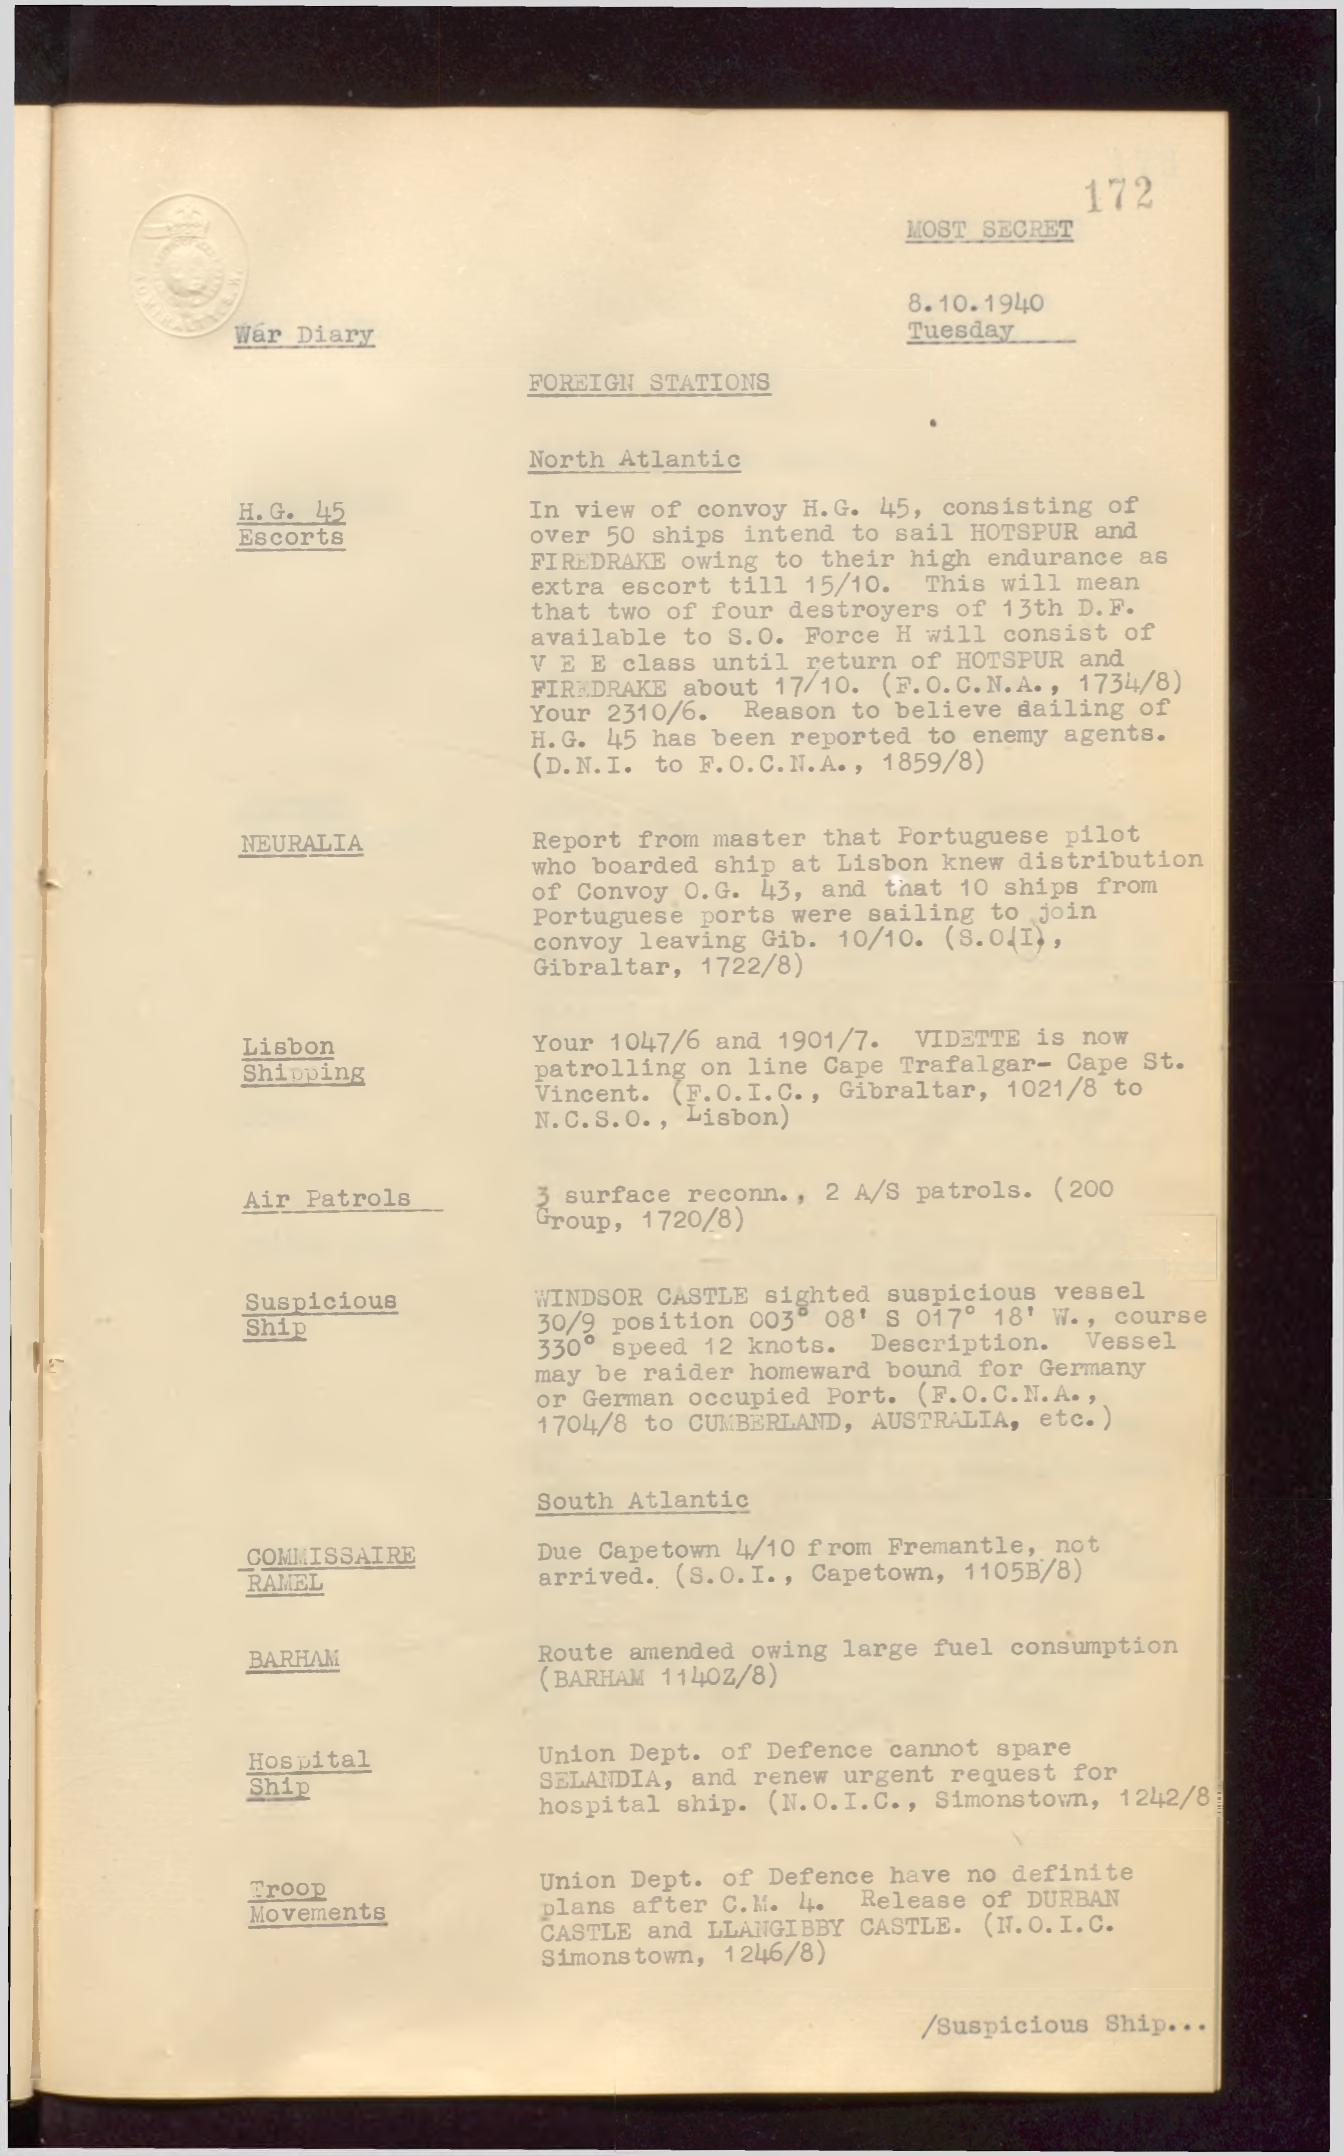 172
MOST SECRET
8.10.1940
War Diary
Tuesday
FOREIGN STATIONS
North Atlantic
H.G. 45
Escorts
In view of convoy H.G. 45, consisting of
over 50 ships intend to sail HOTSPUR and
FIREDRAKE owing to their high endurance as
extra escort till 15/10. This will mean
that two of four destroyers of 13th D.F.
available to S.O. Force H will consist of
V E E class until return of HOTSPUR and
FIREDRAKE about 17/10. (F.O.C.N.A., 1734/8)
Your 2310/6. Reason to believe sailing of
H.G. 45 has been reported to enemy agents.
(D.N.I. to F.O.C.N.A., 1859/8)
NEURALIA
Report from master that Portuguese pilot
who boarded ship at Lisbon knew distribution
of Convoy O.G. 43, and that 10 ships from
Portuguese ports were sailing to join
convoy leaving Gib. 10/10. (S.O.(I),
Gibraltar, 1722/8)
Lisbon
Shipping
Your 1047/6 and 1901/7. VIDETTE is now
patrolling on line Cape Trafalgar- Cape St.
Vincent. (F.O.I.C., Gibraltar, 1021/8 to
N.C.S.O., Lisbon)
Air Patrols
3 surface reconn., 2 A/S patrols. (200
Group, 1720/8)
Suspicious
Ship
WINDSOR CASTLE sighted suspicious vessel
30/9 position 003° 08' S 017° 18' W., course
330° speed 12 knots. Description. Vessel
may be raider homeward bound for Germany
or German occupied Port. (F.O.C.N.A.,
1704/8 to CUMBERLAND, AUSTRALIA, etc.)
South Atlantic
COMMISSAIRE
RAMEL
Due Capetown 4/10 from Fremantle, not
arrived. (S.O.I., Capetown, 1105B/8)
BARHAM
Route amended owing large fuel consumption
(BARHAM 1140Z/8)
Hospital
Ship
Union Dept. of Defence cannot spare
SELANDIA, and renew urgent request for
hospital ship. (N.O.I.C., Simonstown, 1242/8
Troop
Movements
Union Dept. of Defence have no definite
plans after C.M. 4. Release of DURBAN
CASTLE and LLANGIBBY CASTLE. (N.O.I.C.
Simonstown, 1246/8)
/Suspicious Ship...